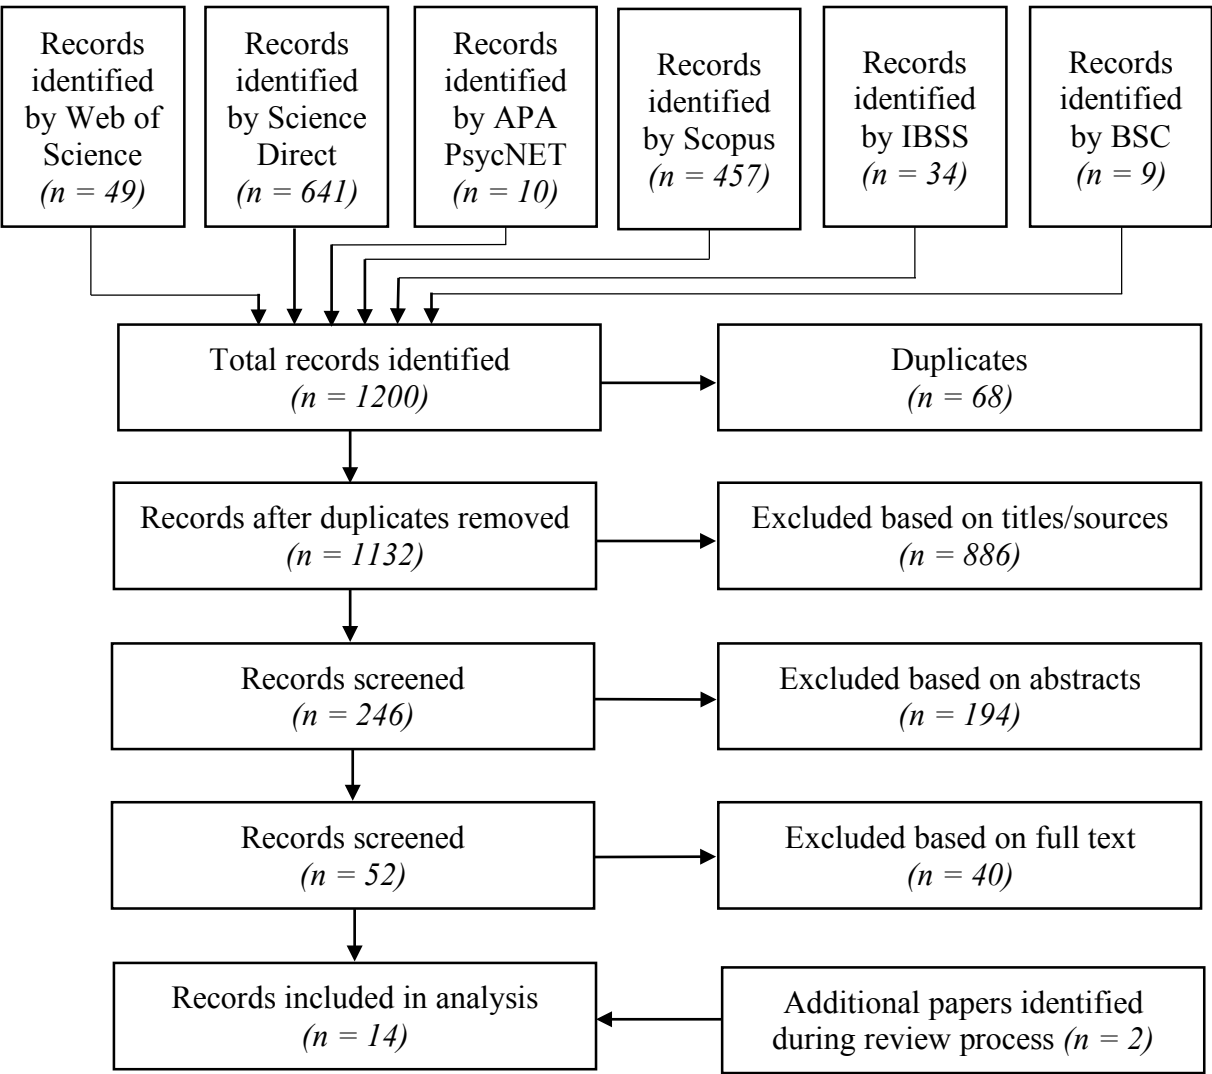 Records
identified
by Web of
Science
(n = 49)
Records
identified
by Science
Direct
(n = 641)
Records
identified
by APA
PsycNET
(n = 10)
Records
identified
by Scopus
(n = 457)
Records
identified
by IBSS
(n = 34)
Records
identified
by BSC
(n = 9)
Total records identified
(n = 1200)
Duplicates
(n = 68)
Records after duplicates removed
(n = 1132)
Excluded based on titles/sources
(n = 886)
Records screened
(n = 246)
Excluded based on abstracts
(n = 194)
Records screened
(n = 52)
Excluded based on full text
(n = 40)
Records included in analysis
(n = 14)
Additional papers identified
during review process (n = 2)